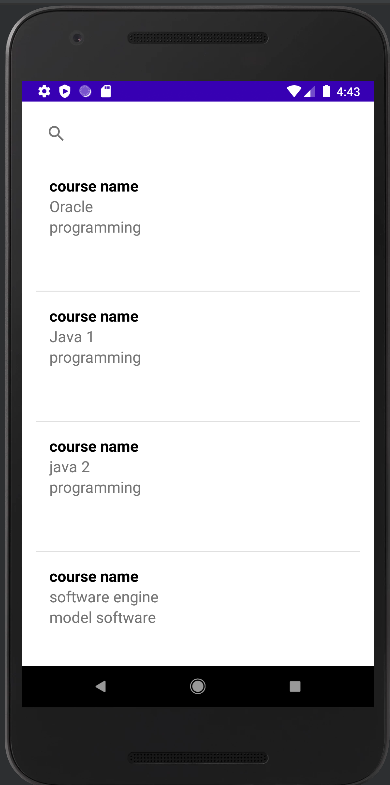 4:43
course name
Oracle
programming
course name
Java 1
programming
course name
java 2
programming
course name
software engine
model software